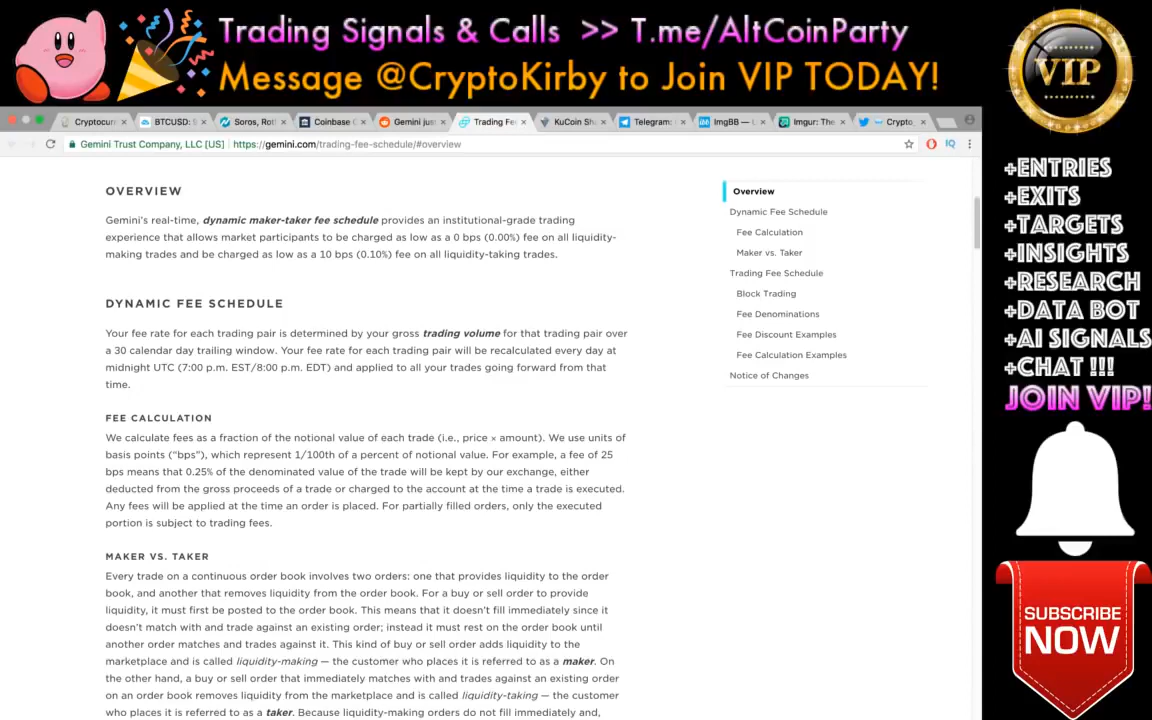 Trading Signals & Calls >> T.me/AltCoinParty
Message @CryptoKirby to Join VIP TODAY!
VIP
Cryptocur
BTCUSD:
Soros, Rot
Coinbase
Gemini jus
Trading Fe
KuCoin Sh
Telegram:
ImgBB —
Imgur: The
Crypto
Gemini Trust Company, LLC [US] https://gemini.com/trading-fee-schedule/#overview
OVERVIEW
Gemini's real-time, dynamic maker-taker fee schedule provides an institutional-grade trading
experience that allows market participants to be charged as low as a 0 bps (0.00%) fee on all liquidity-
making trades and be charged as low as a 10 bps (0.10%) fee on all liquidity-taking trades.
DYNAMIC FEE SCHEDULE
Your fee rate for each trading pair is determined by your gross trading volume for that trading pair over
a 30 calendar day trailing window. Your fee rate for each trading pair will be recalculated every day at
midnight UTC (7:00 p.m. EST/8:00 p.m. EDT) and applied to all your trades going forward from that
time.
FEE CALCULATION
We calculate fees as a fraction of the notional value of each trade (i.e., price × amount). We use units of
basis points (“bps”), which represent 1/100th of a percent of notional value. For example, a fee of 25
bps means that 0.25% of the denominated value of the trade will be kept by our exchange, either
deducted from the gross proceeds of a trade or charged to the account at the time a trade is executed.
Any fees will be applied at the time an order is placed. For partially filled orders, only the executed
portion is subject to trading fees.
MAKER VS. TAKER
Every trade on a continuous order book involves two orders: one that provides liquidity to the order
book, and another that removes liquidity from the order book. For a buy or sell order to provide
liquidity, it must first be posted to the order book. This means that it doesn't fill immediately since it
doesn't match with and trade against an existing order; instead it must rest on the order book until
another order matches and trades against it. This kind of buy or sell order adds liquidity to the
marketplace and is called liquidity-making — the customer who places it is referred to as a maker. On
the other hand, a buy or sell order that immediately matches with and trades against an existing order
on an order book removes liquidity from the marketplace and is called liquidity-taking — the customer
who places it is referred to as a taker. Because liquidity-making orders do not fill immediately and,
Overview
Dynamic Fee Schedule
Fee Calculation
Maker vs. Taker
Trading Fee Schedule
Block Trading
Fee Denominations
Fee Discount Examples
Fee Calculation Examples
Notice of Changes
+ENTRIES
+EXITS
+TARGETS
+INSIGHTS
+RESEARCH
+DATA BOT
+AI SIGNALS
+CHAT !!!
JOIN VIP!
SUBSCRIBE
NOW